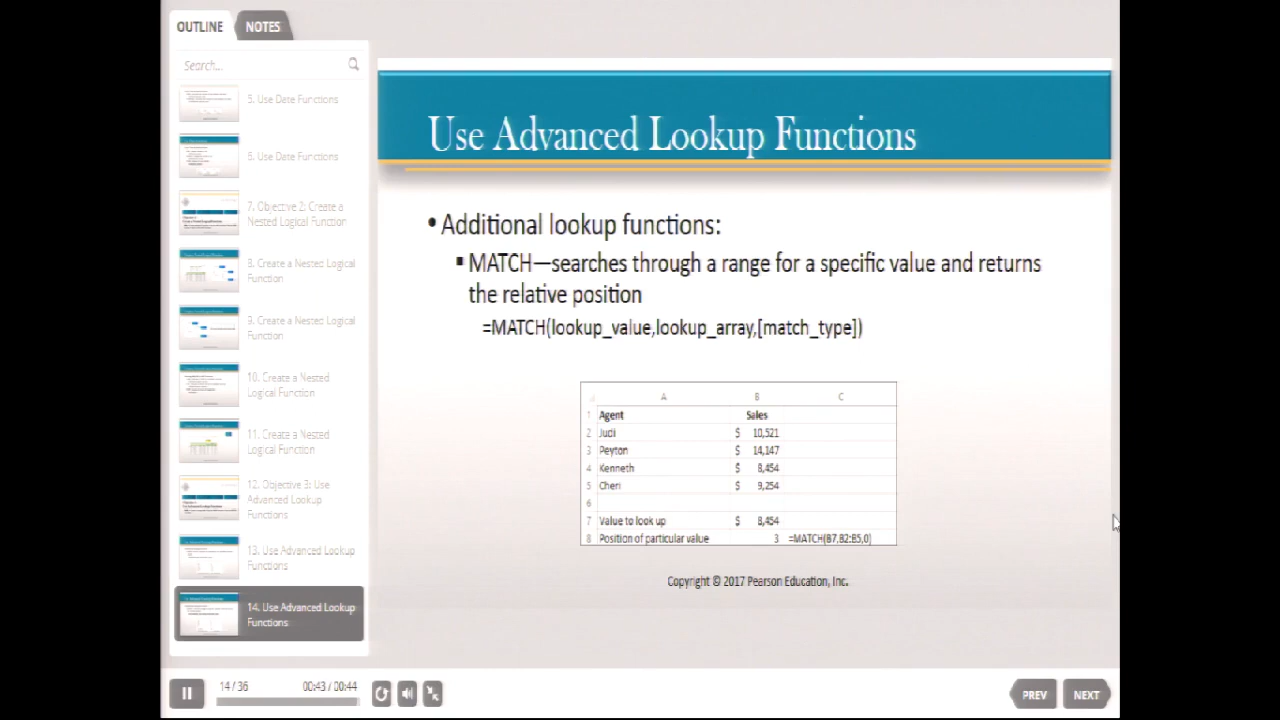 OUTLINE
NOTES
Search...
5. Use Date Functions
6. Use Date Functions
7. Objective 2: Create a
Nested Logical Function
8. Create a Nested Logical
Function
9. Create a Nested Logical
Function
10. Create a Nested
Logical Function
11. Create a Nested
Logical Function
12. Objective 3: Use
Advanced Lookup
Functions
13. Use Advanced Lookup
Functions
14. Use Advanced Lookup
Functions
Use Advanced Lookup Functions
• Additional lookup functions:
▪ MATCH—searches through a range for a specific value and returns
the relative position
=MATCH(lookup_value,lookup_array,[match_type])
A B C
1 Agent Sales
2 Judi $ 10,521
3 Peyton $ 14,147
4 Kenneth $ 8,454
5 Cheri $ 9,254
6
7 Value to look up $ 8,454
8 Position of particular value 3 =MATCH(B7,B2:B5,0)
Copyright © 2017 Pearson Education, Inc.
14 / 36 00:43 / 00:44
PREV NEXT